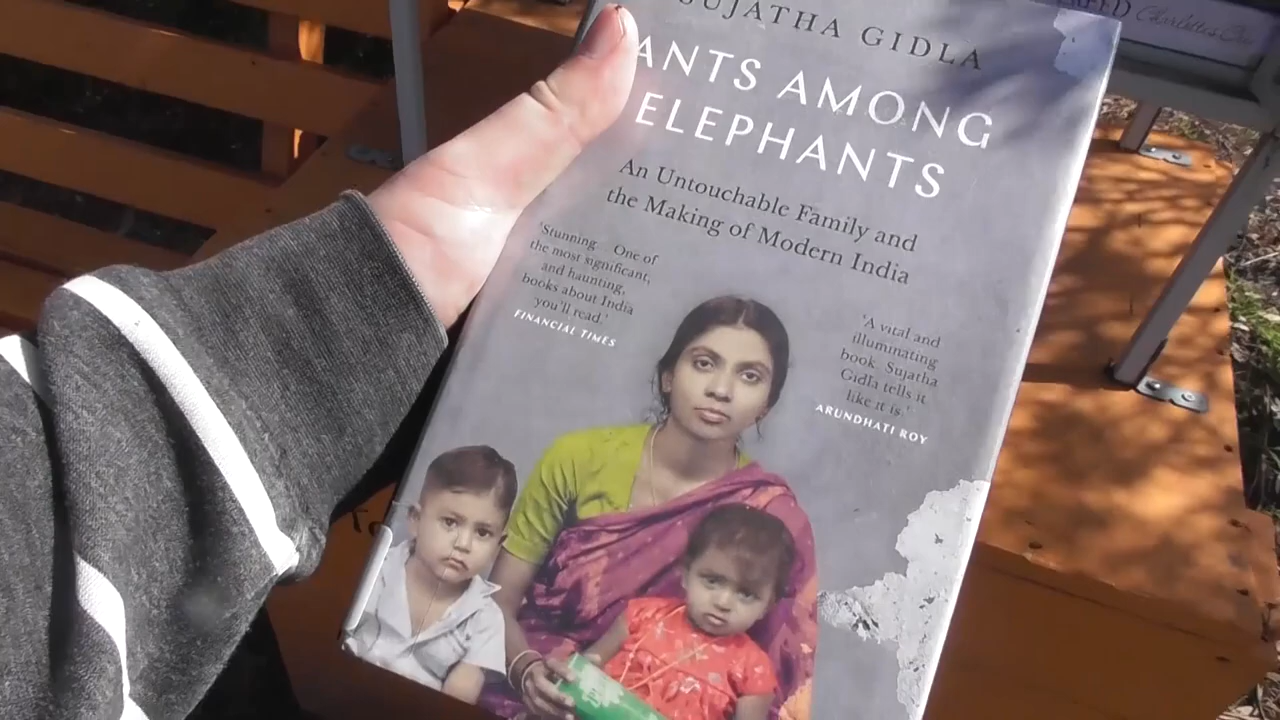 SUJATHA GIDLA
ANTS AMONG
ELEPHANTS
An Untouchable Family and
the Making of Modern India
'Stunning. One of
the most significant,
and haunting,
books about India
you'll read.'
FINANCIAL TIMES
'A vital and
illuminating
book. Sujatha
Gidla tells it
like it is.'
ARUNDHATI ROY